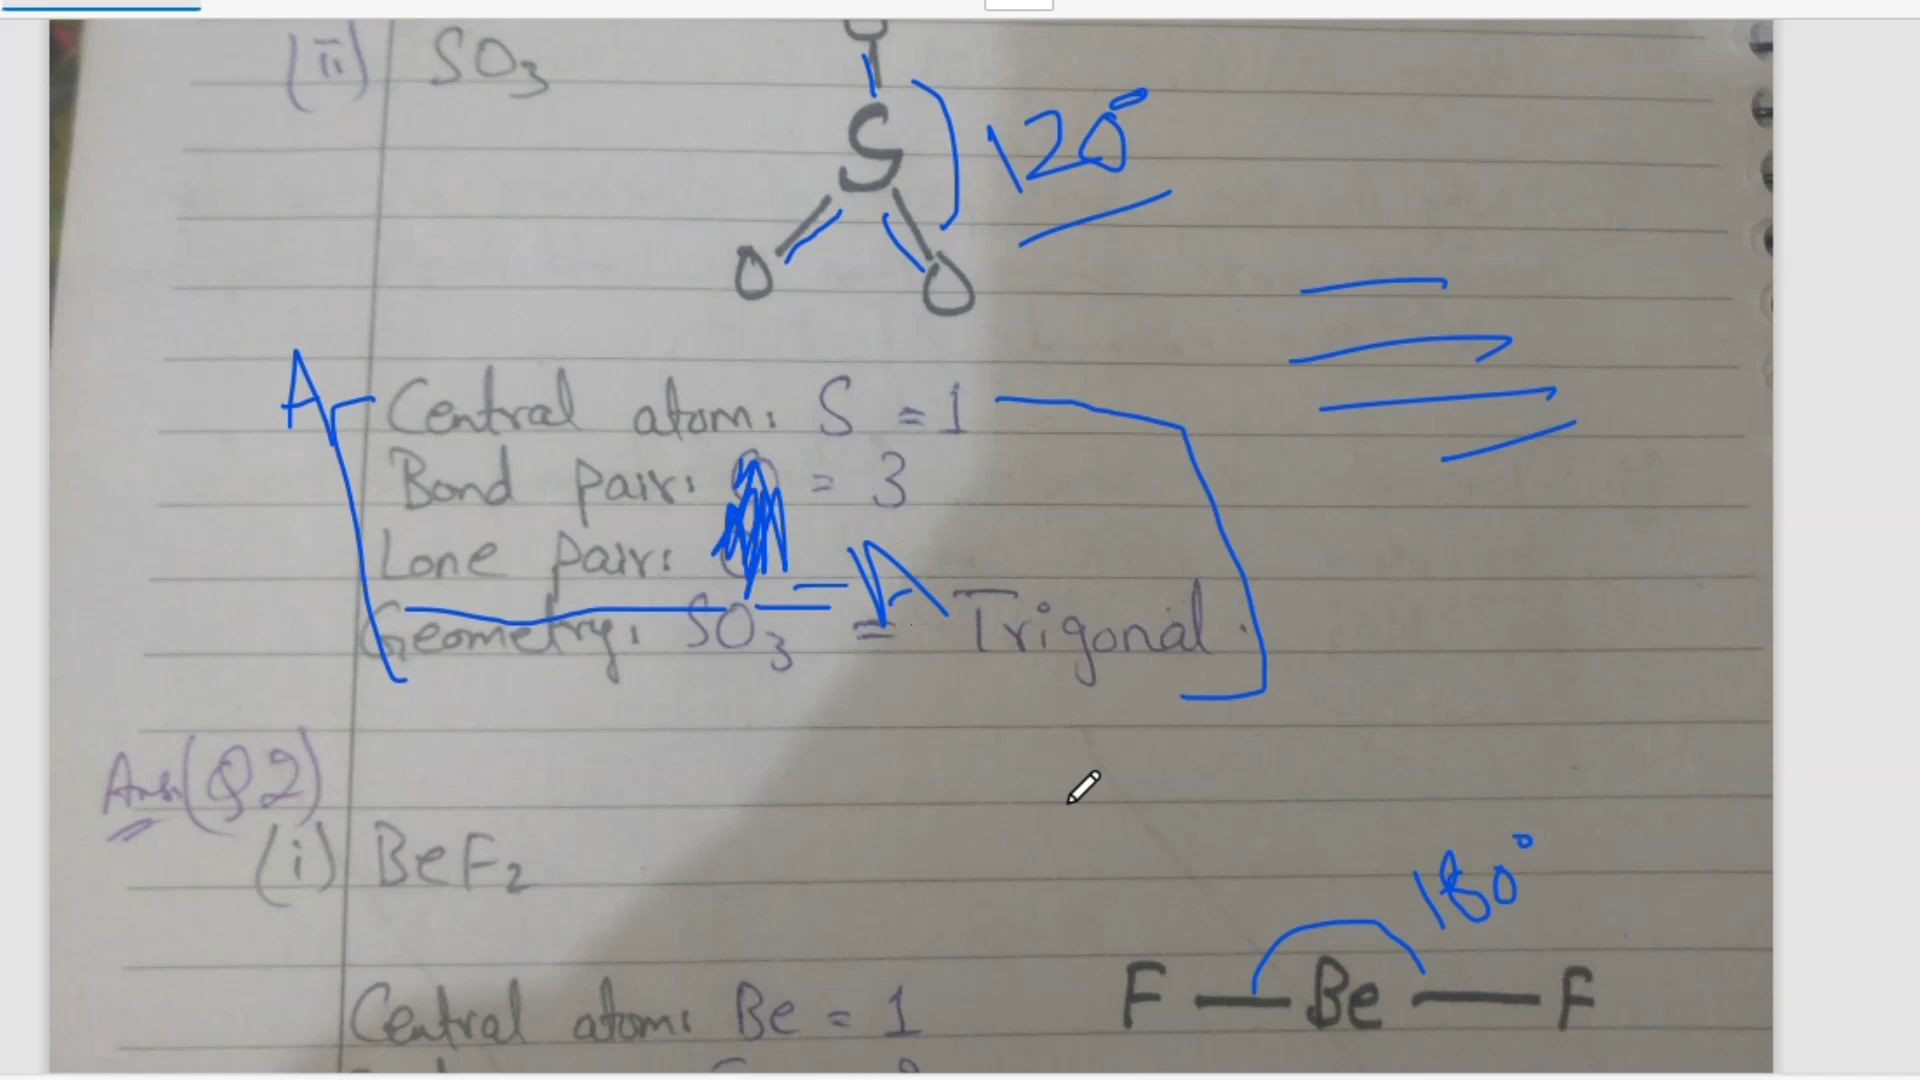 (ii) SO3
O
S
120°
O O
A
Central atom: S = 1
Bond pair: = 3
Lone pair:
A
Geometry: SO3 = Trigonal.
Ans (Q2)
(i) BeF2
180°
F — Be — F
Central atom: Be = 1